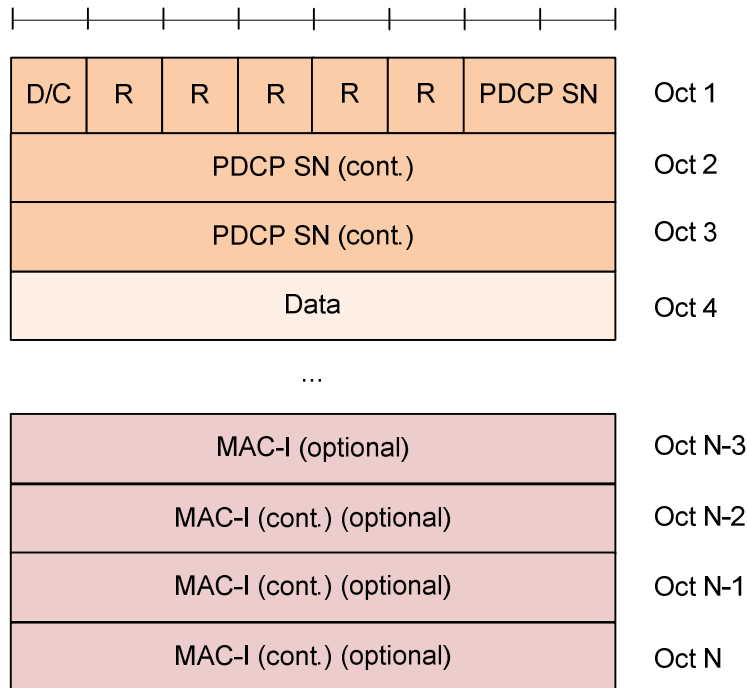 D/C R R R R R PDCP SN Oct 1
PDCP SN (cont.) Oct 2
PDCP SN (cont.) Oct 3
Data Oct 4
...
MAC-I (optional) Oct N-3
MAC-I (cont.) (optional) Oct N-2
MAC-I (cont.) (optional) Oct N-1
MAC-I (cont.) (optional) Oct N